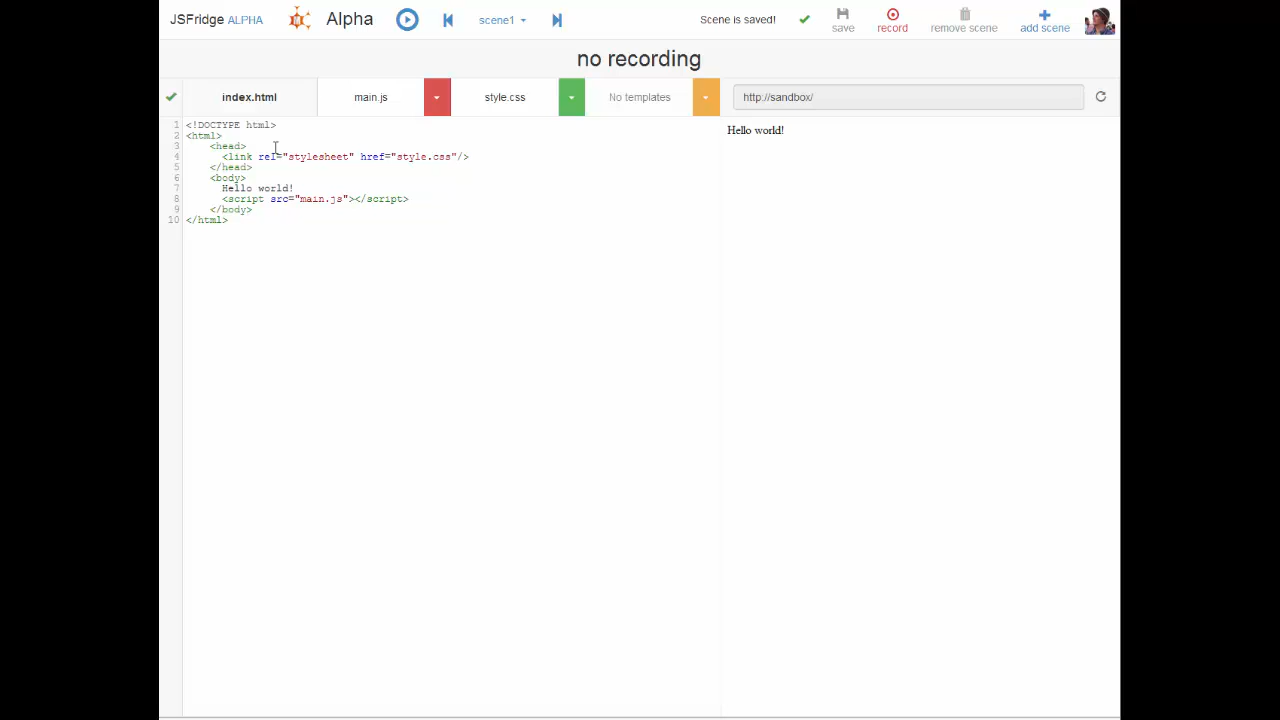 JSFridge ALPHA Alpha scene1 Scene is saved! save record remove scene add scene
no recording
index.html main.js style.css No templates http://sandbox/
1 <!DOCTYPE html>
2 <html>
3 <head>
4 <link rel="stylesheet" href="style.css"/>
5 </head>
6 <body>
7 Hello world!
8 <script src="main.js"></script>
9 </body>
10 </html>
Hello world!